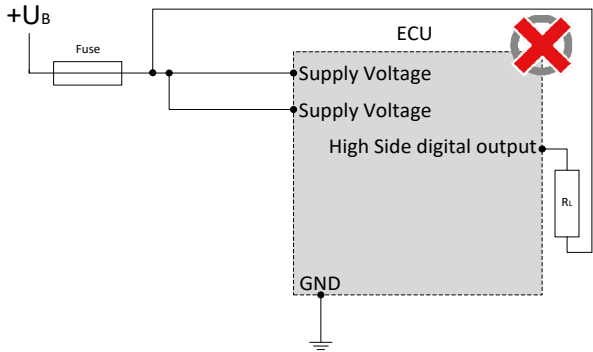 +UB
Fuse
ECU
Supply Voltage
Supply Voltage
High Side digital output
RL
GND